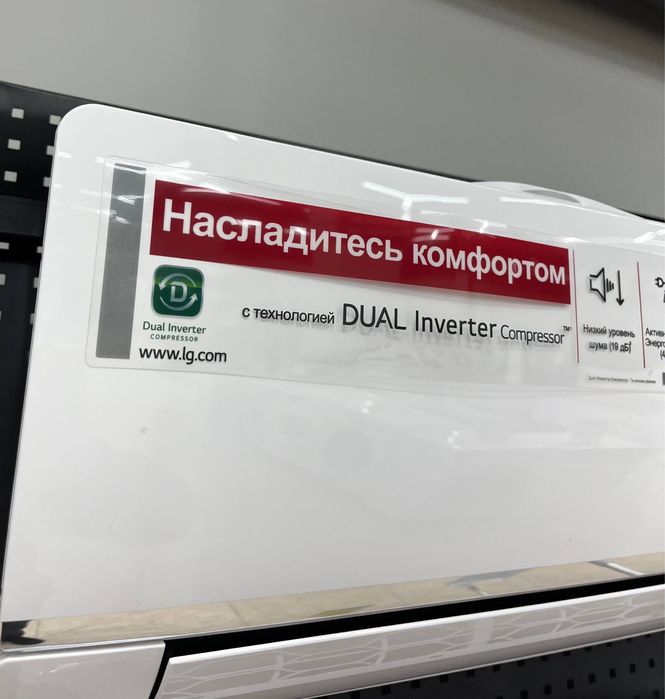 Насладитесь комфортом
с технологией DUAL Inverter Compressor™
Dual Inverter
COMPRESSOR
www.lg.com
Низкий уровень
шума (19 дБ)